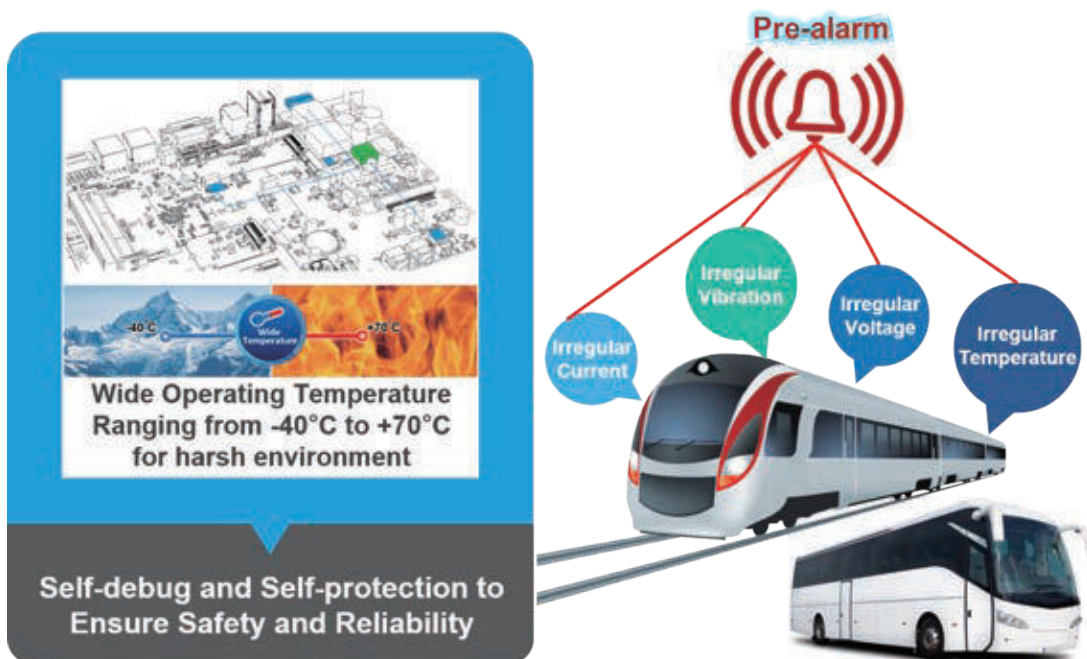 -40°C
Wide
Temperature
+70°C
Wide Operating Temperature
Ranging from -40°C to +70°C
for harsh environment
Self-debug and Self-protection to
Ensure Safety and Reliability
Pre-alarm
Irregular
Current
Irregular
Vibration
Irregular
Voltage
Irregular
Temperature